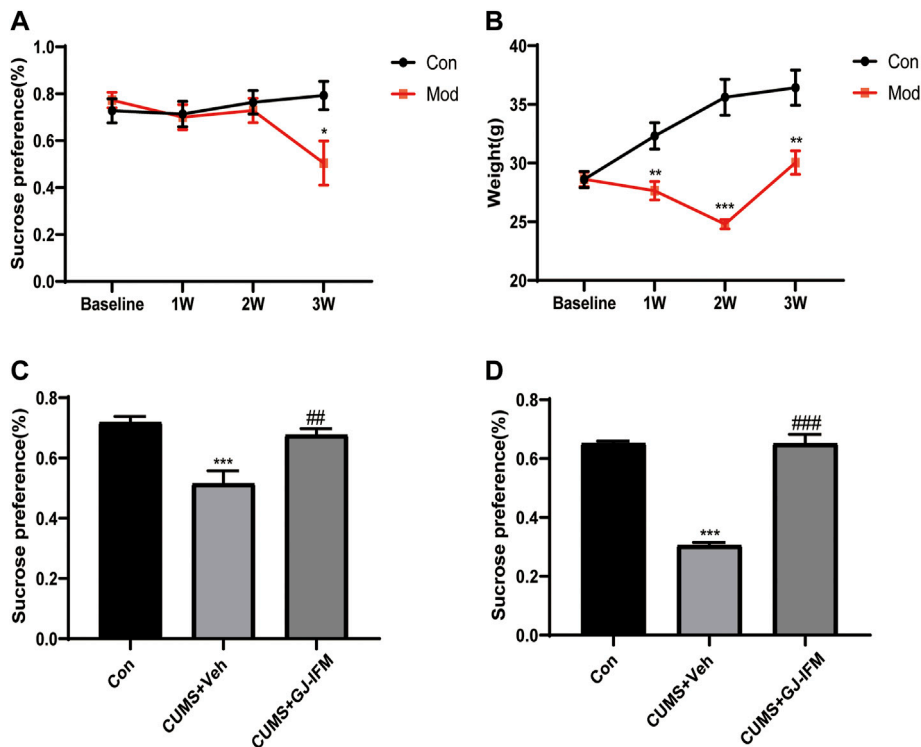 A
Sucrose preference(%)
1.0
0.8
0.6
0.4
0.2
0.0
*
Baseline 1W 2W 3W
Con
Mod
B
Weight(g)
40
35
30
25
20
**
***
**
Baseline 1W 2W 3W
Con
Mod
C
Sucrose preference(%)
0.8
0.6
0.4
0.2
0.0
***
##
Con
CUMS+Veh
CUMS+GJ-IFM
D
Sucrose preference(%)
0.8
0.6
0.4
0.2
0.0
***
###
Con
CUMS+Veh
CUMS+GJ-IFM